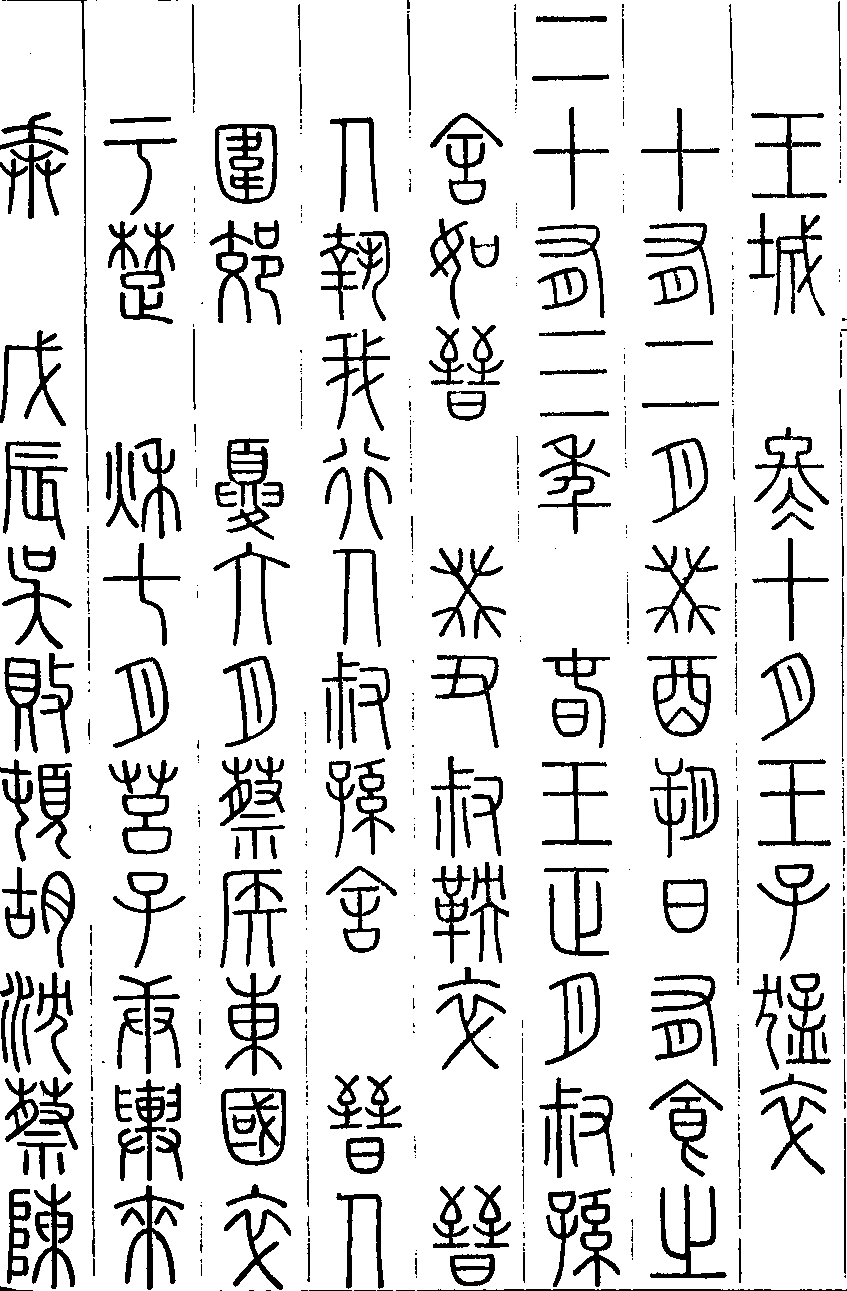 王城 冬十月王子猛卒
十有二月癸酉朔日有食之
二十有三年 春王正月叔孫
舍如晉 癸丑叔鞅卒 晉
人執我行人叔孫舍 晉人
圍郊 夏六月蔡侯東國卒
于楚 秋七月莒子庚輿來
奔 戊辰吳敗頓胡沈蔡陳